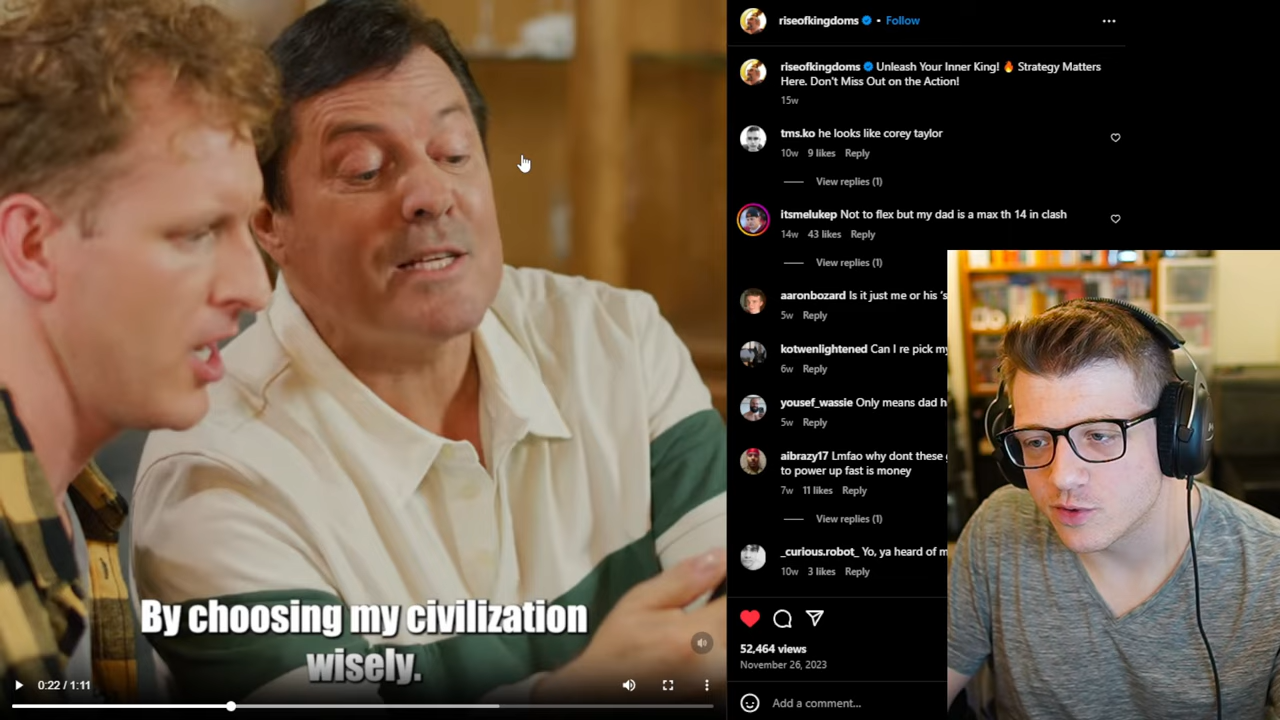 By choosing my civilization
wisely.
0:22 / 1:11
riseofkingdoms • Follow
riseofkingdoms Unleash Your Inner King! 🔥 Strategy Matters
Here. Don't Miss Out on the Action!
15w
tms.ko he looks like corey taylor
10w 9 likes Reply
View replies (1)
itsmelukep Not to flex but my dad is a max th 14 in clash
14w 43 likes Reply
View replies (1)
aaronbozard Is it just me or his 's
5w Reply
kotwenlightened Can I re pick my
6w Reply
yousef_wassie Only means dad h
5w Reply
aibrazy17 Lmfao why dont these
to power up fast is money
7w 11 likes Reply
View replies (1)
_curious.robot_ Yo, ya heard of m
10w 3 likes Reply
52,464 views
November 26, 2023
Add a comment...